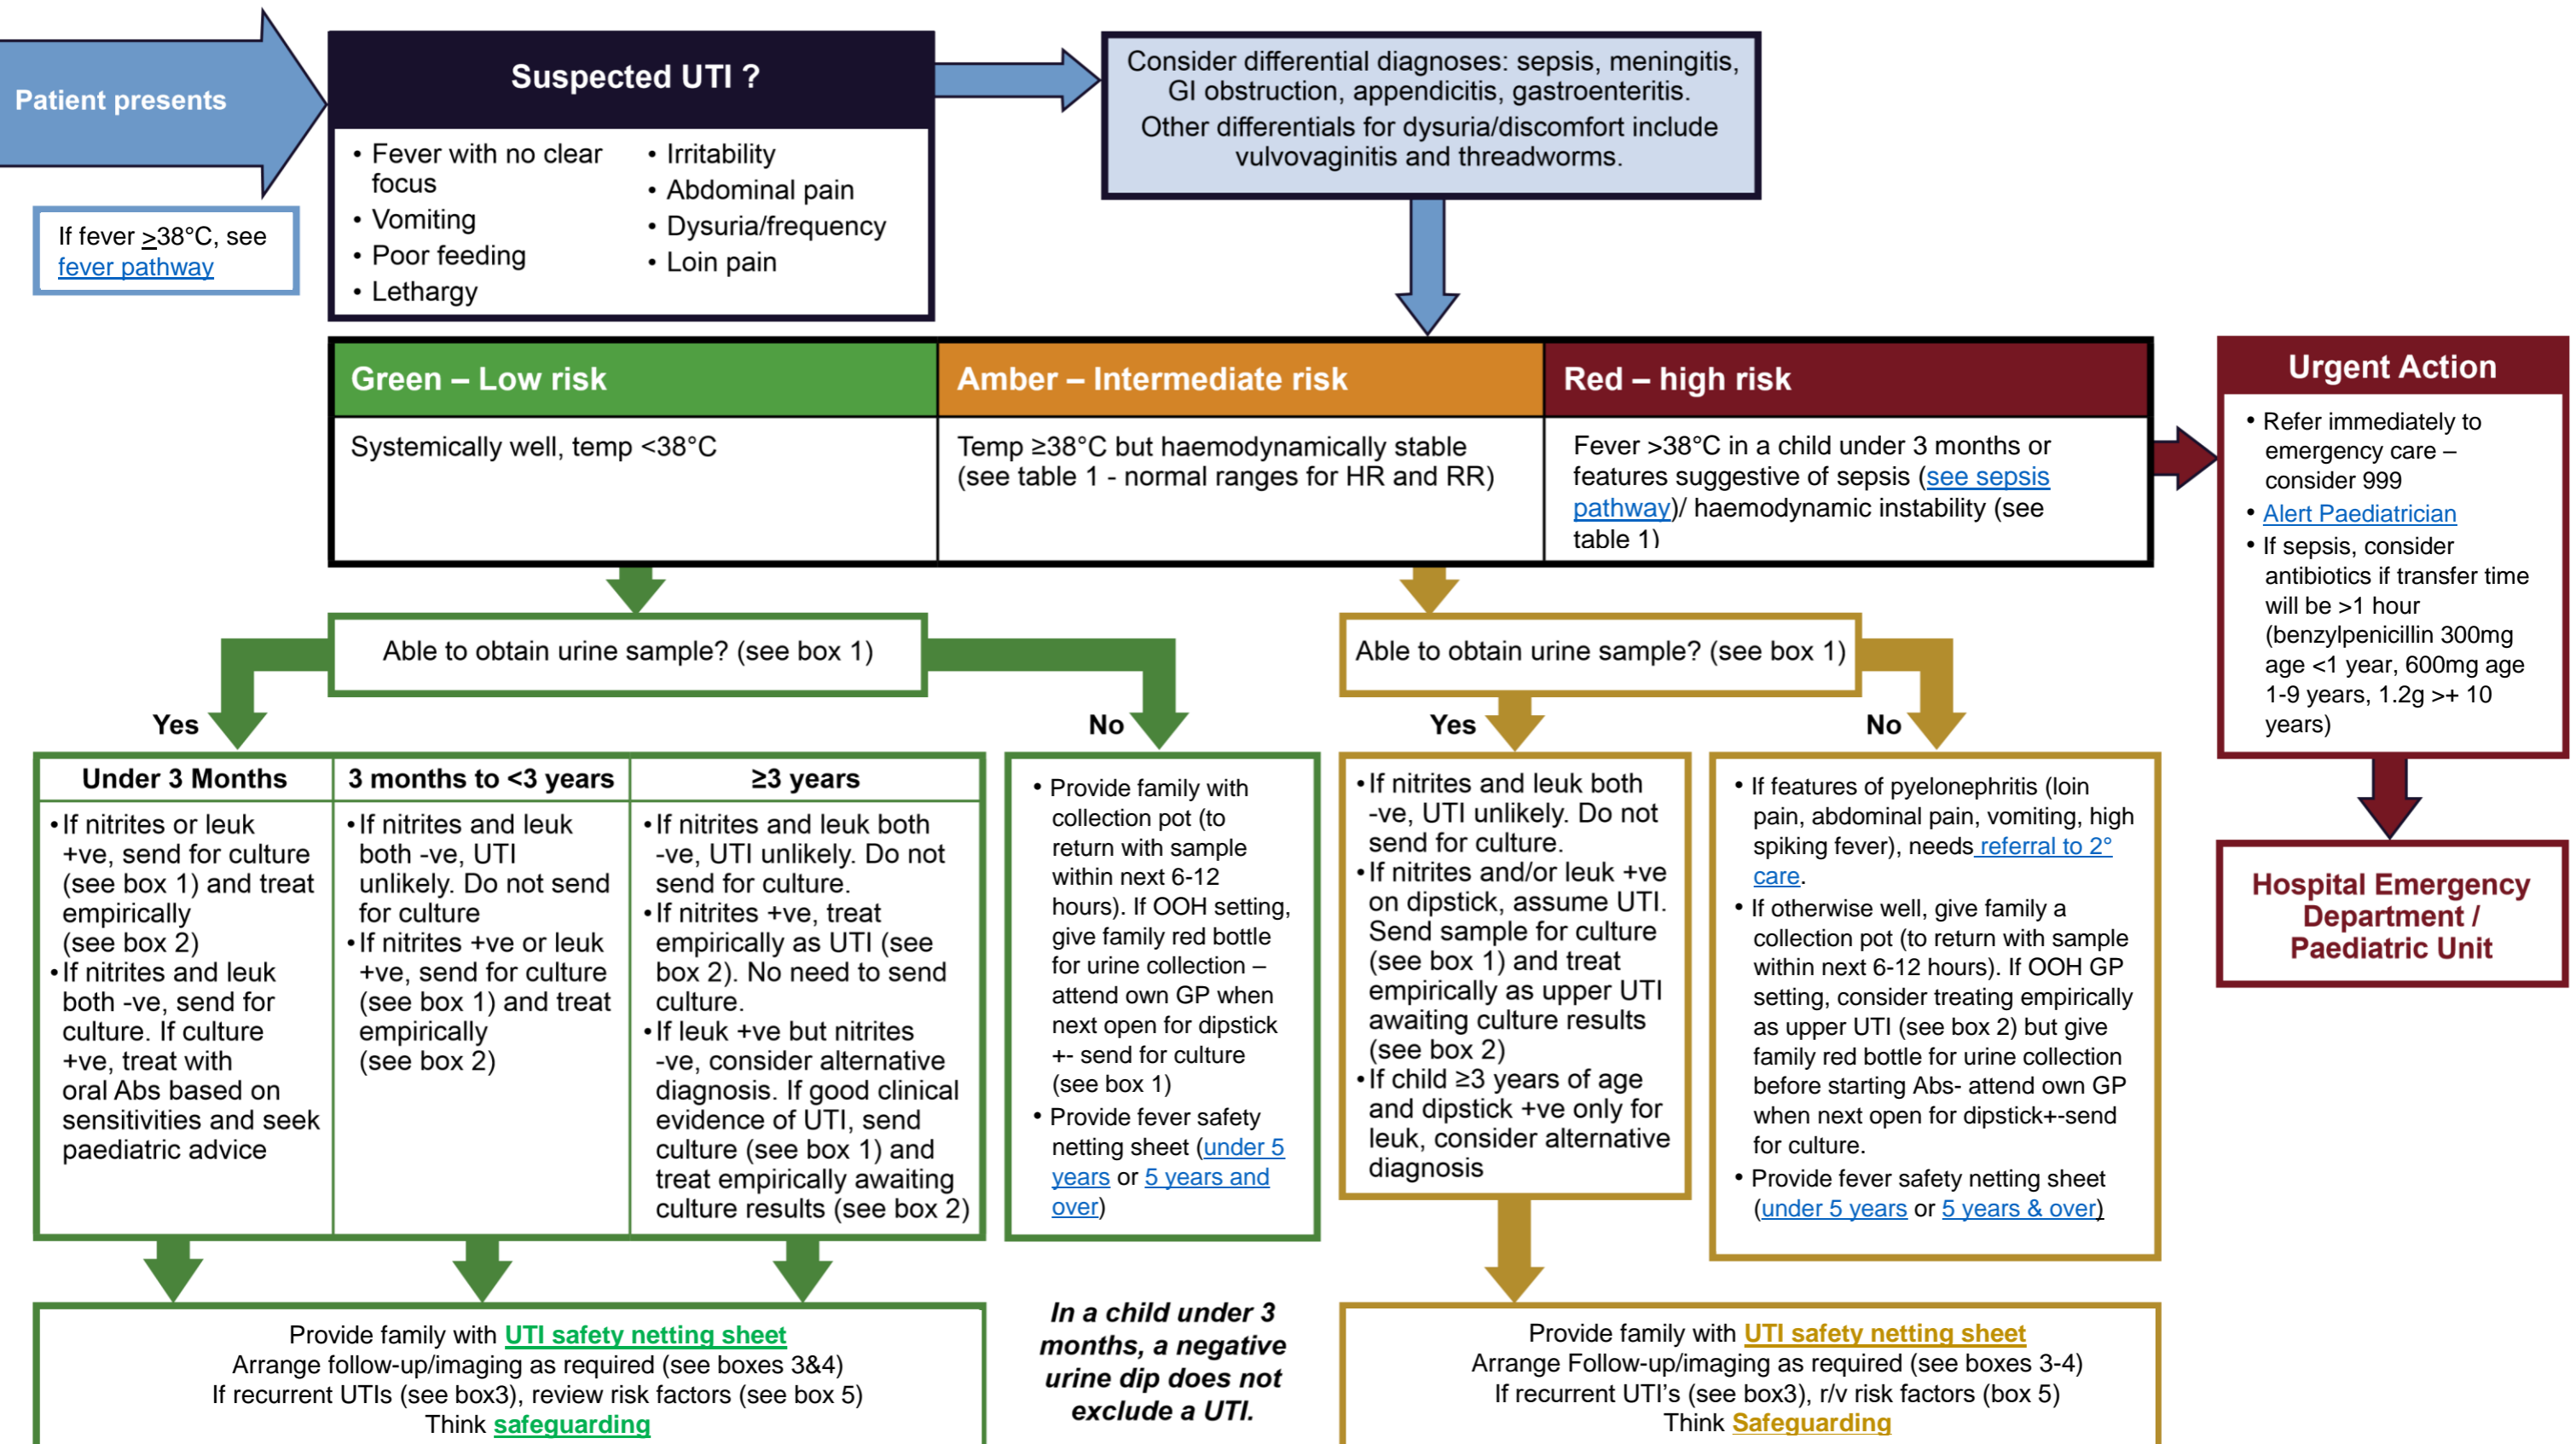 Patient presents
If fever >38°C, see
fever pathway
Suspected UTI ?
• Fever with no clear
focus
• Vomiting
• Poor feeding
• Lethargy
• Irritability
• Abdominal pain
• Dysuria/frequency
• Loin pain
Consider differential diagnoses: sepsis, meningitis,
GI obstruction, appendicitis, gastroenteritis.
Other differentials for dysuria/discomfort include
vulvovaginitis and threadworms.
Green – Low risk
Systemically well, temp <38°C
Amber – Intermediate risk
Temp ≥38°C but haemodynamically stable
(see table 1 - normal ranges for HR and RR)
Red – high risk
Fever >38°C in a child under 3 months or
features suggestive of sepsis (see sepsis
pathway)/ haemodynamic instability (see
table 1)
Urgent Action
• Refer immediately to
emergency care –
consider 999
• Alert Paediatrician
• If sepsis, consider
antibiotics if transfer time
will be >1 hour
(benzylpenicillin 300mg
age <1 year, 600mg age
1-9 years, 1.2g >+ 10
years)
Hospital Emergency
Department /
Paediatric Unit
Able to obtain urine sample? (see box 1)
Yes
No
Under 3 Months
• If nitrites or leuk
+ve, send for culture
(see box 1) and treat
empirically
(see box 2)
• If nitrites and leuk
both -ve, send for
culture. If culture
+ve, treat with
oral Abs based on
sensitivities and seek
paediatric advice
3 months to <3 years
• If nitrites and leuk
both -ve, UTI
unlikely. Do not send
for culture
• If nitrites +ve or leuk
+ve, send for culture
(see box 1) and treat
empirically
(see box 2)
≥3 years
• If nitrites and leuk both
-ve, UTI unlikely. Do not
send for culture.
• If nitrites +ve, treat
empirically as UTI (see
box 2). No need to send
culture.
• If leuk +ve but nitrites
-ve, consider alternative
diagnosis. If good clinical
evidence of UTI, send
culture (see box 1) and
treat empirically awaiting
culture results (see box 2)
• Provide family with
collection pot (to
return with sample
within next 6-12
hours). If OOH setting,
give family red bottle
for urine collection –
attend own GP when
next open for dipstick
+- send for culture
(see box 1)
• Provide fever safety
netting sheet (under 5
years or 5 years and
over)
Able to obtain urine sample? (see box 1)
Yes
No
• If nitrites and leuk both
-ve, UTI unlikely. Do not
send for culture.
• If nitrites and/or leuk +ve
on dipstick, assume UTI.
Send sample for culture
(see box 1) and treat
empirically as upper UTI
awaiting culture results
(see box 2)
• If child ≥3 years of age
and dipstick +ve only for
leuk, consider alternative
diagnosis
• If features of pyelonephritis (loin
pain, abdominal pain, vomiting, high
spiking fever), needs referral to 2°
care.
• If otherwise well, give family a
collection pot (to return with sample
within next 6-12 hours). If OOH GP
setting, consider treating empirically
as upper UTI (see box 2) but give
family red bottle for urine collection
before starting Abs- attend own GP
when next open for dipstick+-send
for culture.
• Provide fever safety netting sheet
(under 5 years or 5 years & over)
Provide family with UTI safety netting sheet
Arrange follow-up/imaging as required (see boxes 3&4)
If recurrent UTIs (see box3), review risk factors (see box 5)
Think safeguarding
In a child under 3
months, a negative
urine dip does not
exclude a UTI.
Provide family with UTI safety netting sheet
Arrange Follow-up/imaging as required (see boxes 3-4)
If recurrent UTI's (see box3), r/v risk factors (box 5)
Think Safeguarding